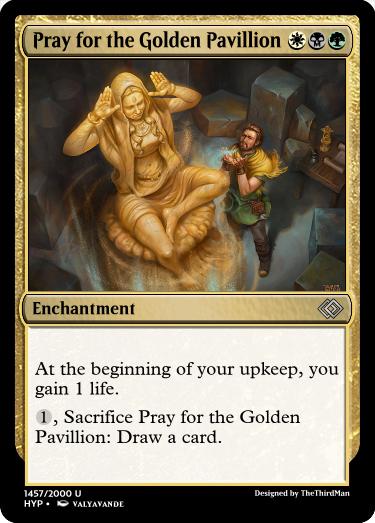 Pray for the Golden Pavillion
Enchantment
At the beginning of your upkeep, you
gain 1 life.
1, Sacrifice Pray for the Golden
Pavillion: Draw a card.
1457/2000 U
HYP • VALYAVANDE
Designed by TheThirdMan